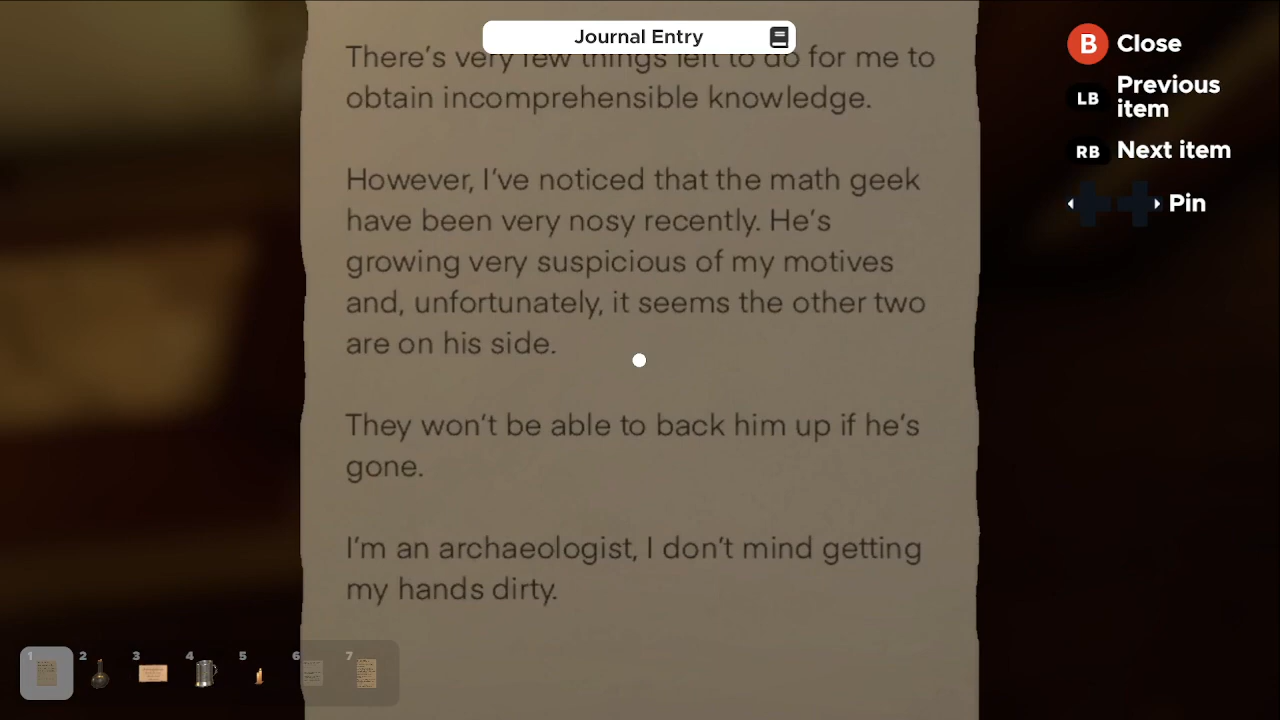 Journal Entry
There's very few things left to do for me to
obtain incomprehensible knowledge.
However, I've noticed that the math geek
have been very nosy recently. He's
growing very suspicious of my motives
and, unfortunately, it seems the other two
are on his side.
They won't be able to back him up if he's
gone.
I'm an archaeologist, I don't mind getting
my hands dirty.
B Close
LB Previous
item
RB Next item
Pin
1 2 3 4 5 6 7